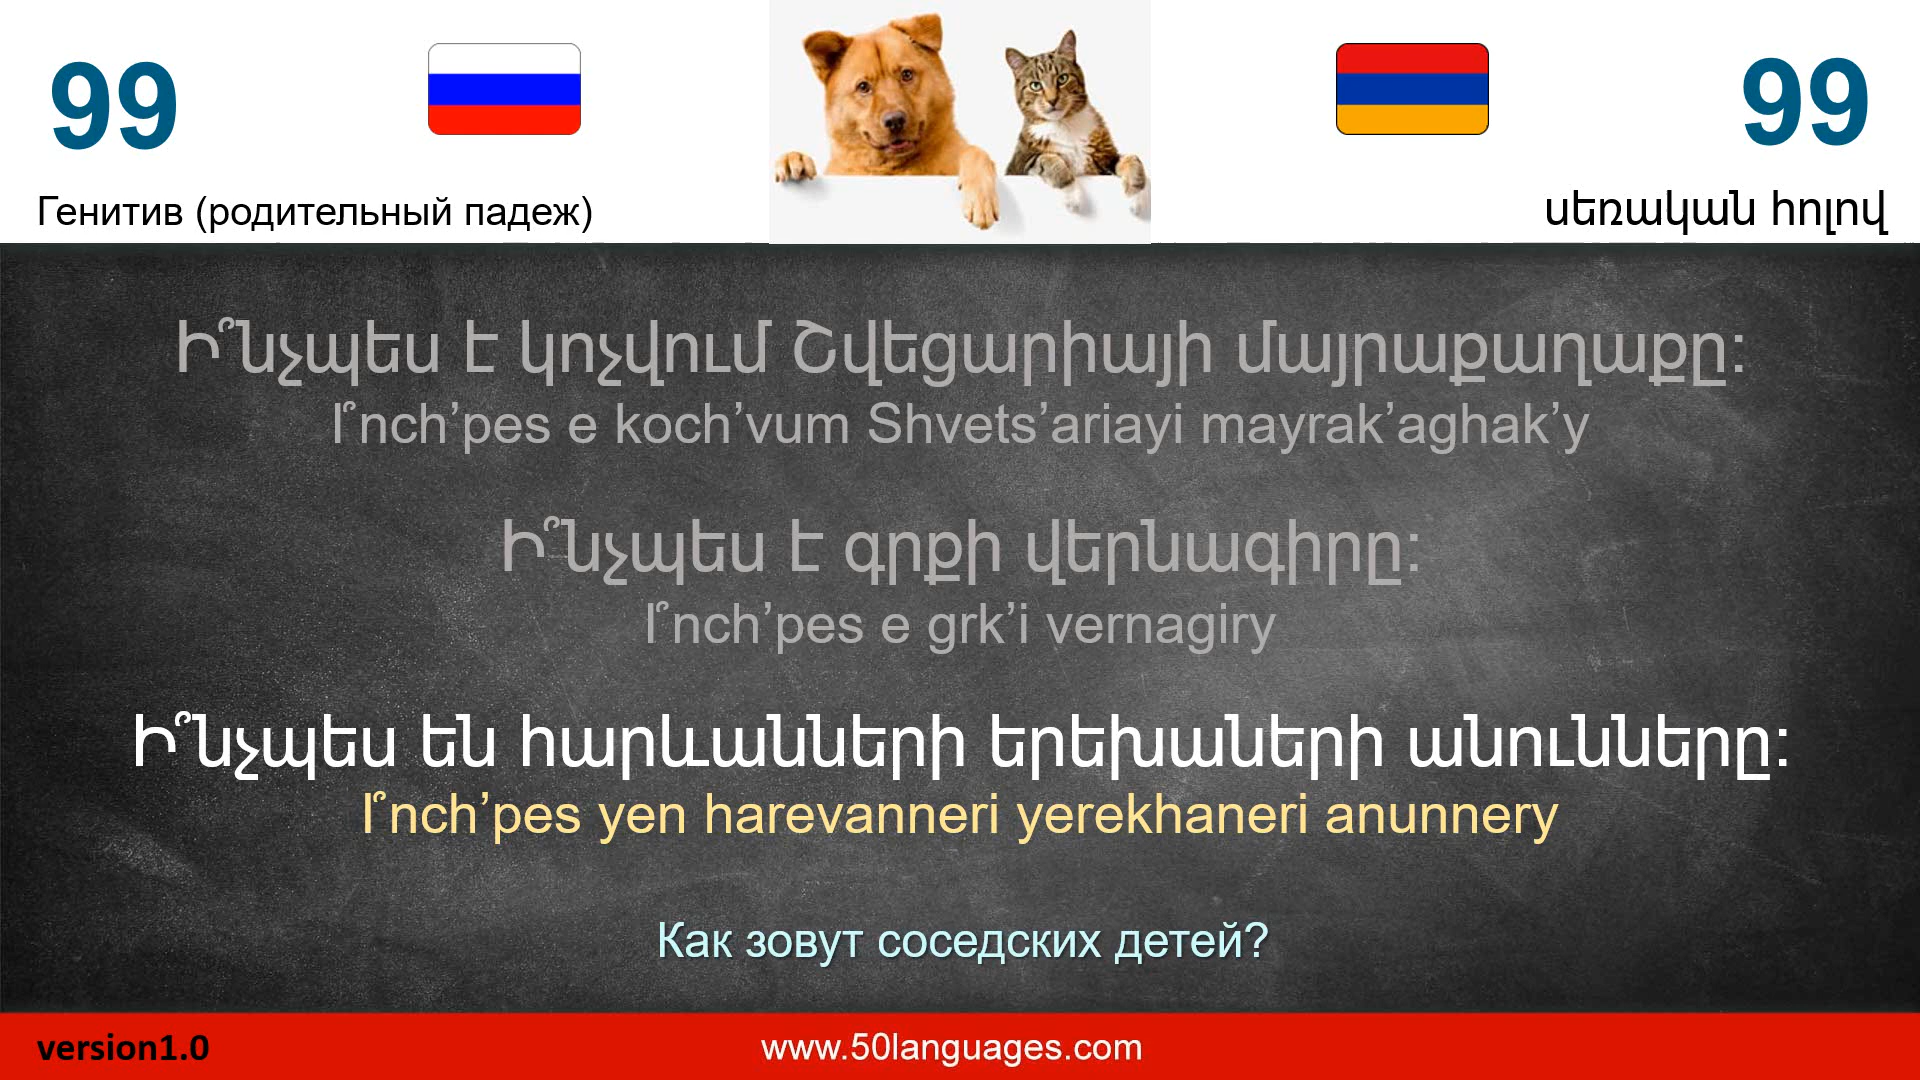 99
99
Генитив (родительный падеж)
սեռական հոլով
Ի՞նչպես է կոչվում Շվեցարիայի մայրաքաղաքը:
I՞nch’pes e koch’vum Shvets’ariayi mayrak’aghak’y
Ի՞նչպես է գրքի վերնագիրը:
I՞nch’pes e grk’i vernagiry
Ի՞նչպես են հարևանների երեխաների անունները:
I՞nch’pes yen harevanneri yerekhaneri anunnery
Как зовут соседских детей?
version1.0
www.50languages.com